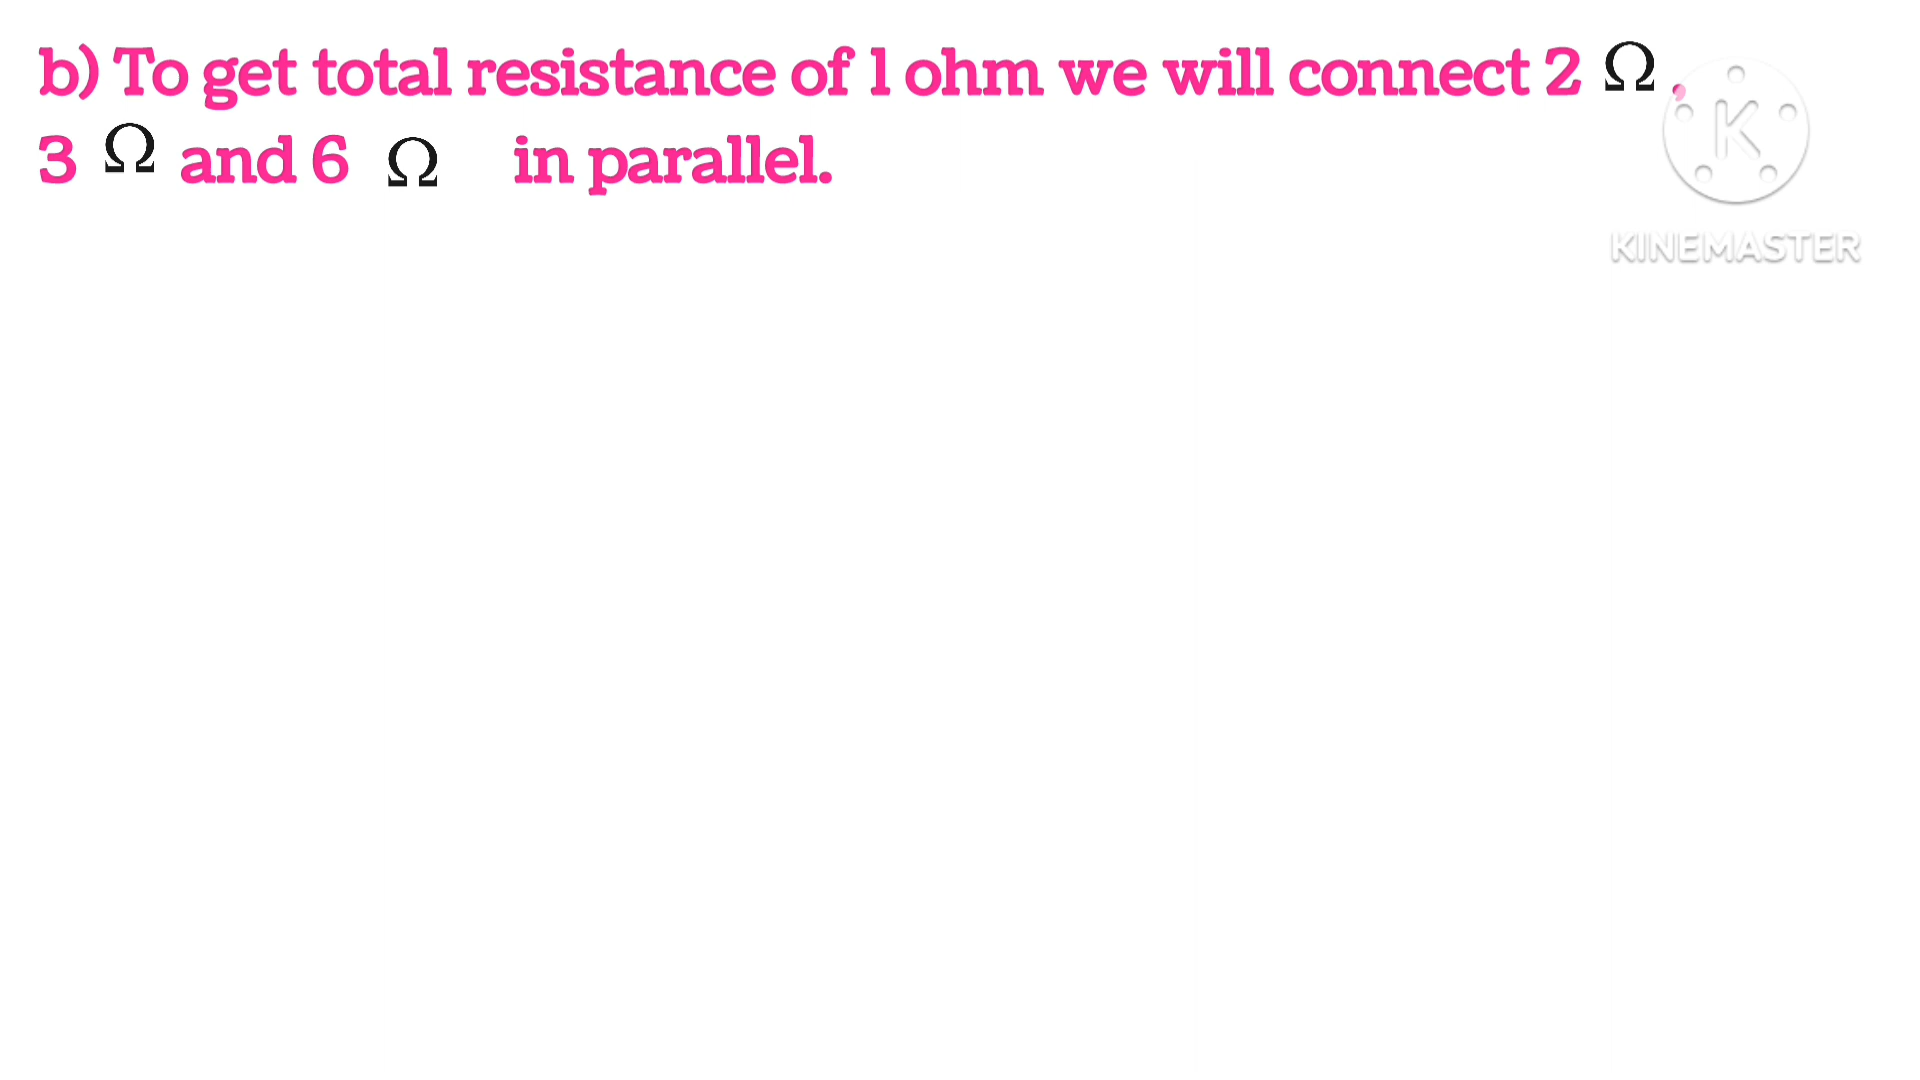 b) To get total resistance of 1 ohm we will connect 2 Ω ,
3 Ω and 6 Ω in parallel.
K
KINEMASTER